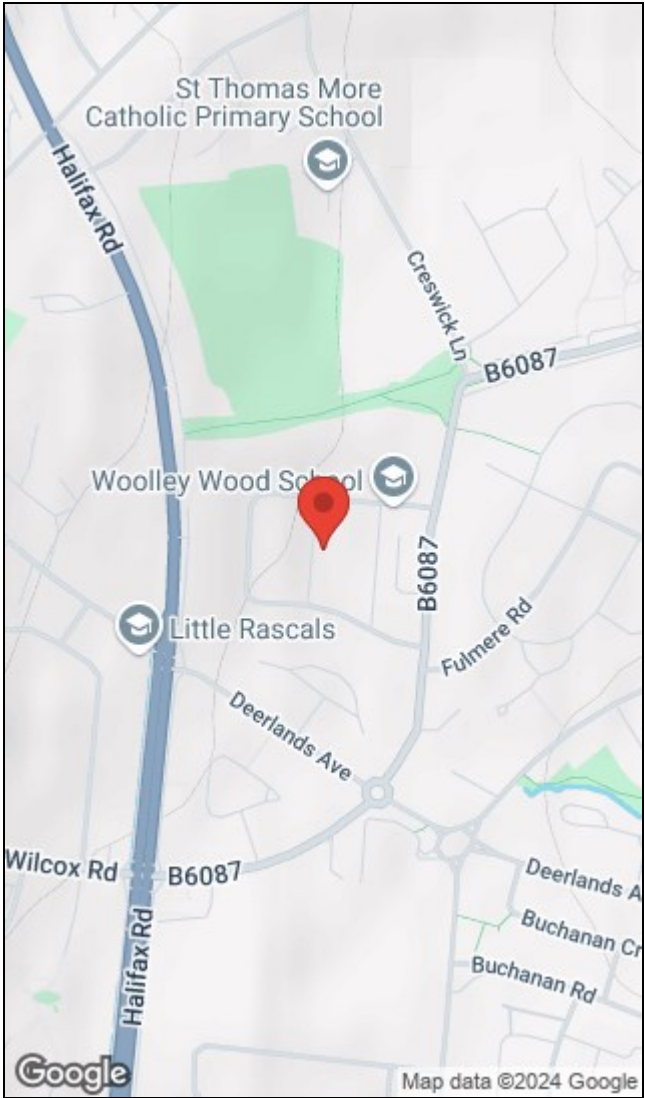 St Thomas More
Catholic Primary School
Halifax Rd
Creswick Ln
B6087
Woolley Wood School
B6087
Little Rascals
Fulmere Rd
Deerlands Ave
Wilcox Rd
B6087
Deerlands A
Buchanan Cr
Buchanan Rd
Halifax Rd
Google
Map data ©2024 Google